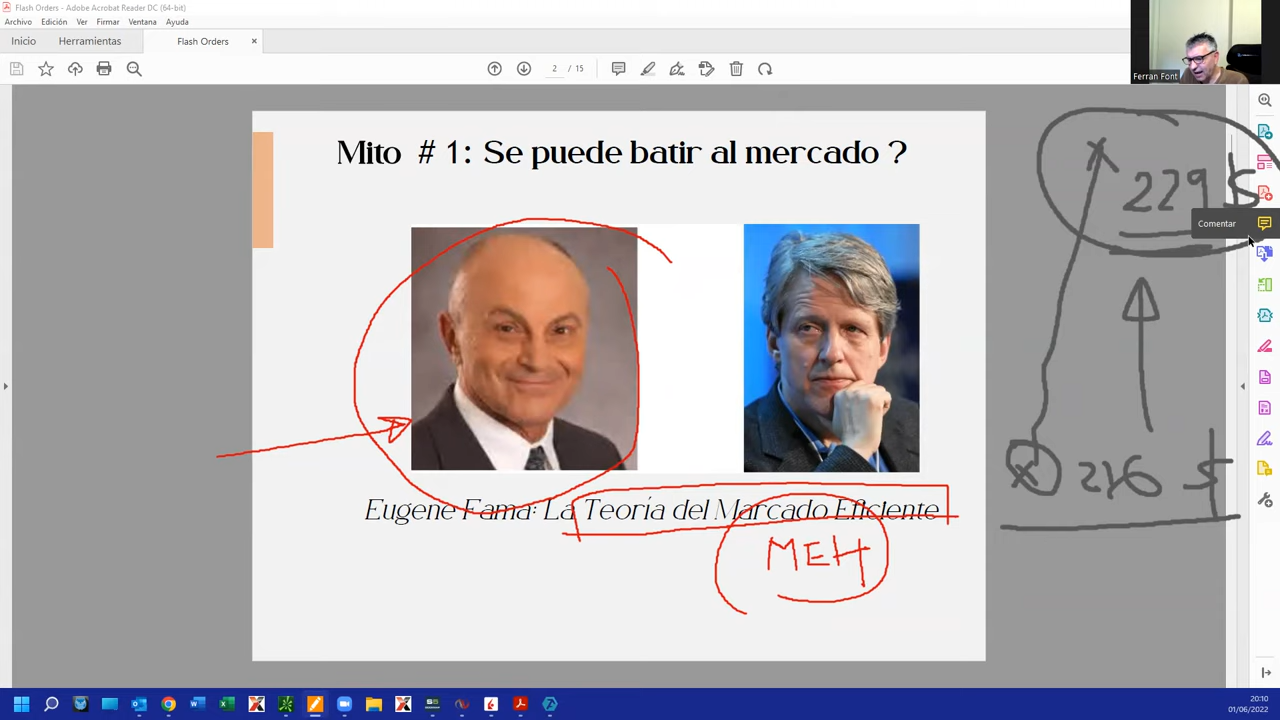 Flash Orders - Adobe Acrobat Reader DC (64-bit)
Archivo Edición Ver Firmar Ventana Ayuda
Inicio Herramientas Flash Orders ×
2 / 15
Ferran Font
Mito # 1: Se puede batir al mercado ?
229 $
Comentar
x 216 $
Eugene Fama: La Teoría del Marcado Eficiente
MEH
20:10
01/06/2022